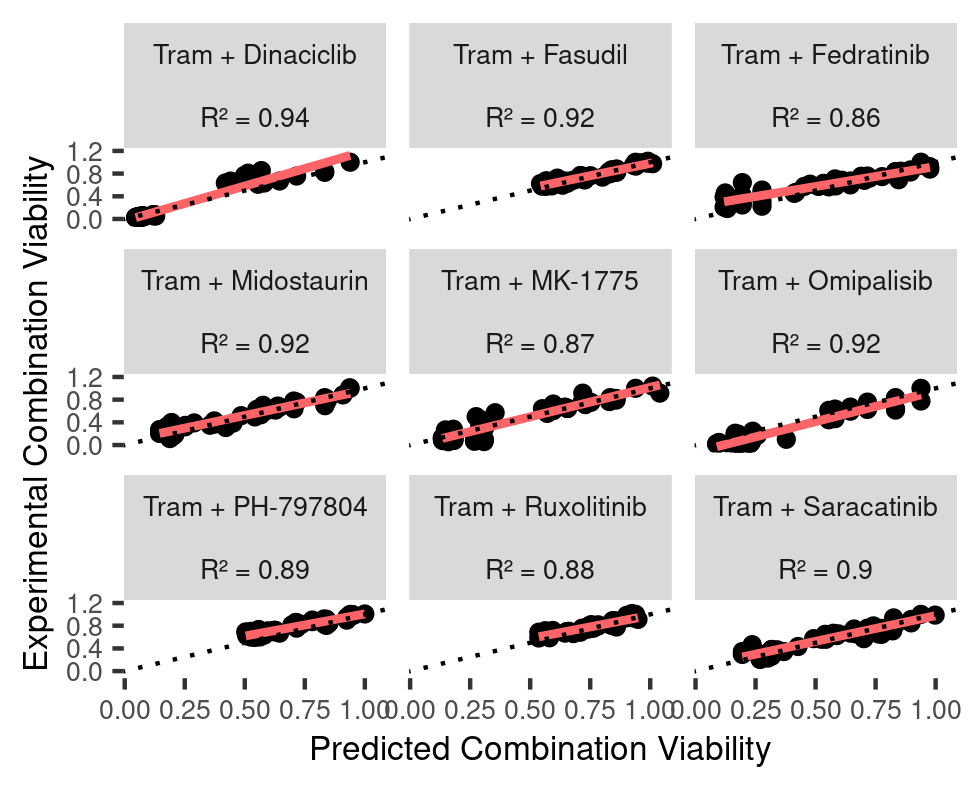 Tram + Dinaciclib
R² = 0.94
Tram + Fasudil
R² = 0.92
Tram + Fedratinib
R² = 0.86
1.2
0.8
0.4
0.0
Tram + Midostaurin
R² = 0.92
Tram + MK-1775
R² = 0.87
Tram + Omipalisib
R² = 0.92
1.2
0.8
0.4
0.0
Tram + PH-797804
R² = 0.89
Tram + Ruxolitinib
R² = 0.88
Tram + Saracatinib
R² = 0.9
1.2
0.8
0.4
0.0
0.00 0.25 0.50 0.75 1.00
0.00 0.25 0.50 0.75 1.00
0.00 0.25 0.50 0.75 1.00
Predicted Combination Viability
Experimental Combination Viability